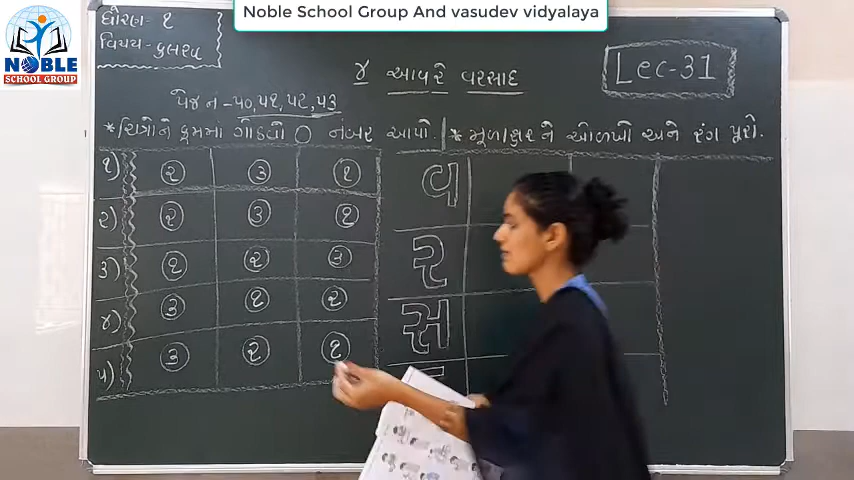 Noble School Group And vasudev vidyalaya
NOBLE
SCHOOL GROUP
ધોરણ - ૧
વિષય - કલરવ
૪ આવરે વરસાદ
Lec-31
પેજ નં - ૫૦,૫૧,૫૨,૫૩
* ચિત્રોને ક્રમમા ગોઠવો ○ નંબર આપો.
* મૂળાક્ષરને ઓળખો અને રંગ પૂરો.
૧) ૨ ૩ ૧
૨) ૨ ૩ ૧
૩) ૧ ૨ ૩
૪) ૩ ૧ ૨
૫) ૩ ૨ ૧
વ
ર
સ